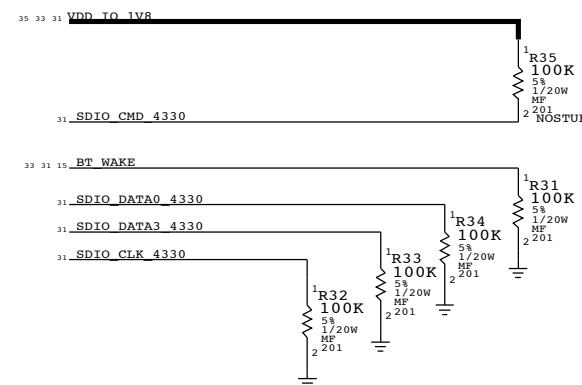 35 33 31 VDD_IO_1V8
1 R35
100K
5%
1/20W
MF
2 201
NOSTUF
31 SDIO_CMD_4330
33 31 15 BT_WAKE
1 R31
100K
5%
1/20W
MF
2 201
31 SDIO_DATA0_4330
1 R34
100K
5%
1/20W
MF
2 201
31 SDIO_DATA3_4330
1 R33
100K
5%
1/20W
MF
2 201
31 SDIO_CLK_4330
1 R32
100K
5%
1/20W
MF
2 201